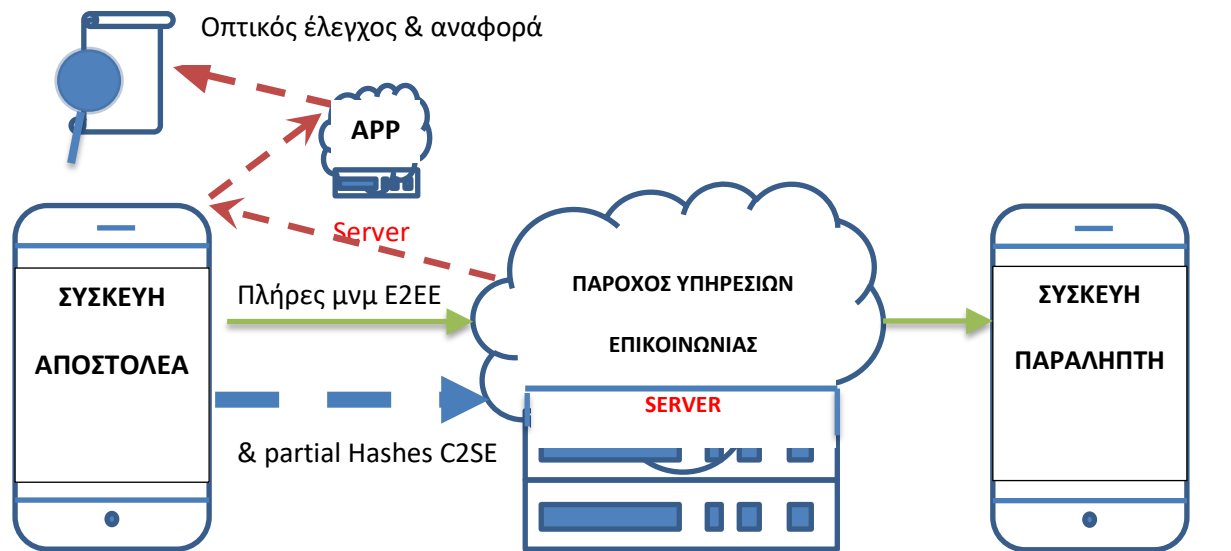 Οπτικός έλεγχος & αναφορά
APP
Server
ΣΥΣΚΕΥΗ
ΑΠΟΣΤΟΛΕΑ
Πλήρες μνμ E2EE
& partial Hashes C2SE
ΠΑΡΟΧΟΣ ΥΠΗΡΕΣΙΩΝ
ΕΠΙΚΟΙΝΩΝΙΑΣ
SERVER
ΣΥΣΚΕΥΗ
ΠΑΡΑΛΗΠΤΗ